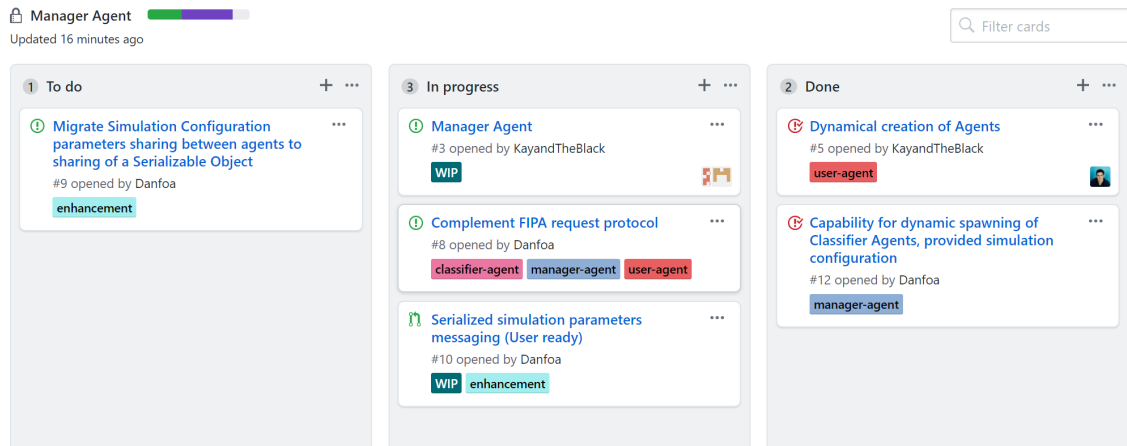 Manager Agent
Updated 16 minutes ago
Filter cards
1 To do
Migrate Simulation Configuration
parameters sharing between agents to
sharing of a Serializable Object
#9 opened by Danfoa
enhancement
3 In progress
Manager Agent
#3 opened by KayandTheBlack
WIP
Complement FIPA request protocol
#8 opened by Danfoa
classifier-agent manager-agent user-agent
Serialized simulation parameters
messaging (User ready)
#10 opened by Danfoa
WIP enhancement
2 Done
Dynamical creation of Agents
#5 opened by KayandTheBlack
user-agent
Capability for dynamic spawning of
Classifier Agents, provided simulation
configuration
#12 opened by Danfoa
manager-agent